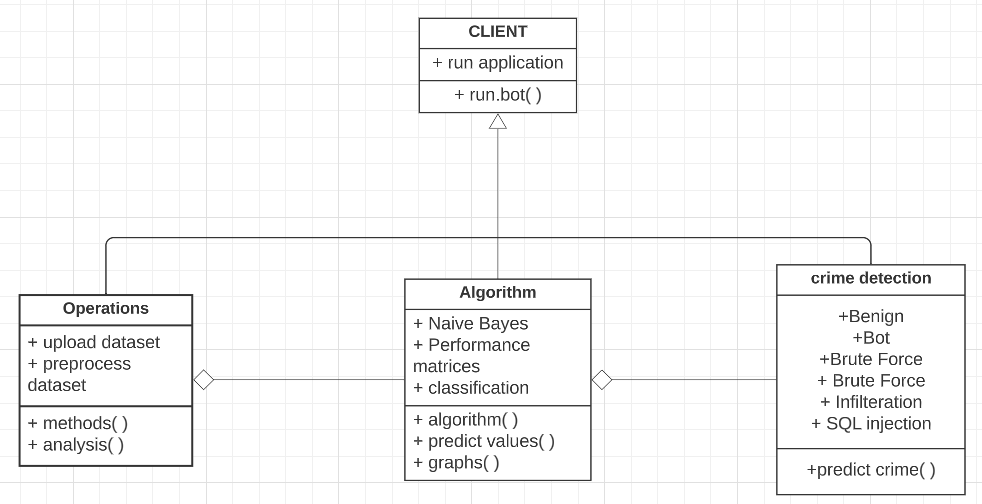 CLIENT
+ run application
+ run.bot( )
Operations
+ upload dataset
+ preprocess
dataset
+ methods( )
+ analysis( )
Algorithm
+ Naive Bayes
+ Performance
matrices
+ classification
+ algorithm( )
+ predict values( )
+ graphs( )
crime detection
+Benign
+Bot
+Brute Force
+ Brute Force
+ Infilteration
+ SQL injection
+predict crime( )